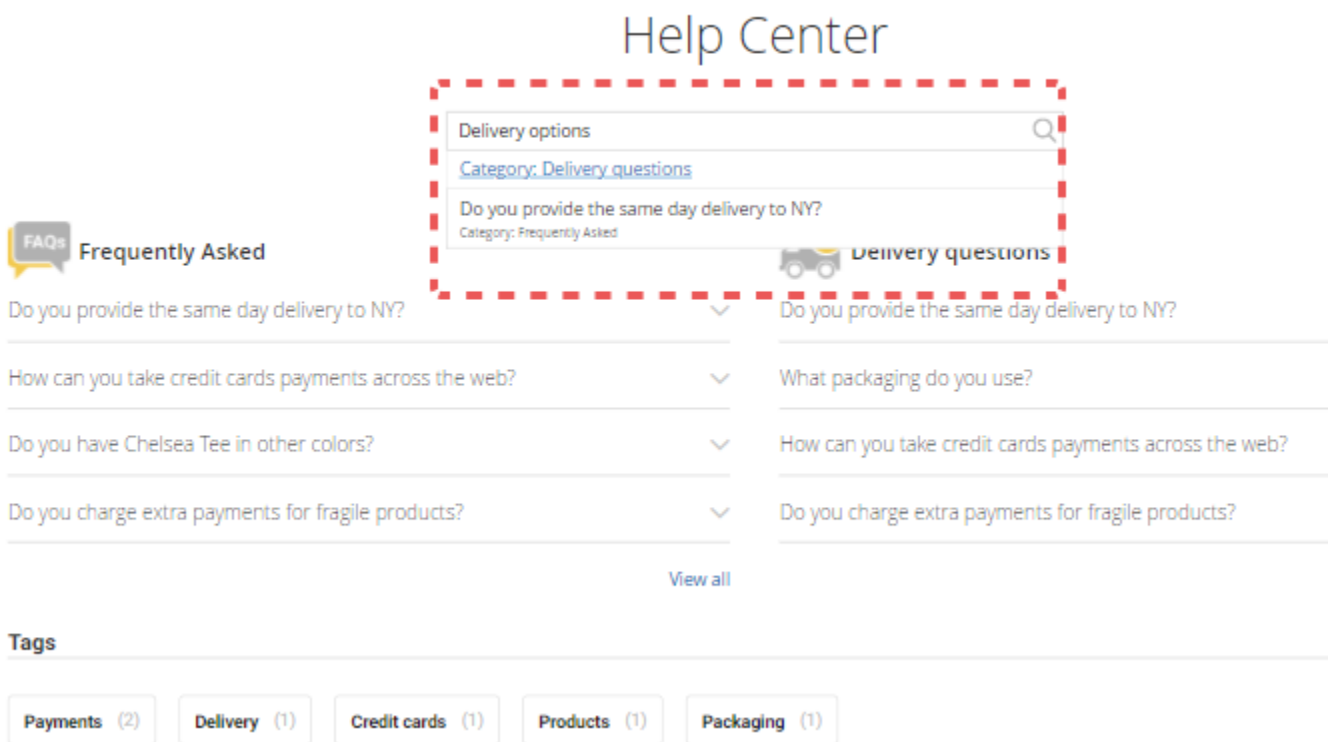 Help Center
Delivery options
Category: Delivery questions
Do you provide the same day delivery to NY?
Category: Frequently Asked
FAQs
Frequently Asked
Do you provide the same day delivery to NY?
How can you take credit cards payments across the web?
Do you have Chelsea Tee in other colors?
Do you charge extra payments for fragile products?
View all
Delivery questions
Do you provide the same day delivery to NY?
What packaging do you use?
How can you take credit cards payments across the web?
Do you charge extra payments for fragile products?
Tags
Payments (2) Delivery (1) Credit cards (1) Products (1) Packaging (1)